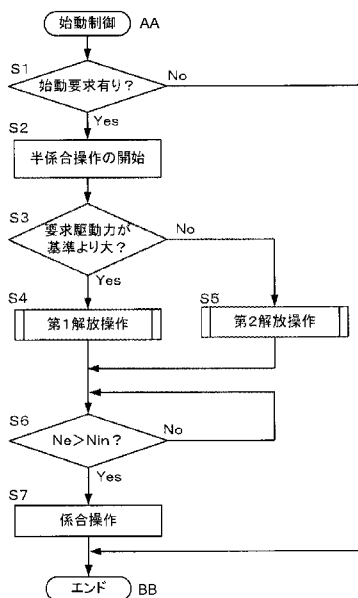 始動制御 AA
S1
始動要求有り？
No
Yes
S2
半係合操作の開始
S3
要求駆動力が
基準より大？
No
Yes
S4
第1解放操作
S5
第2解放操作
S6
Ne＞Nin？
No
Yes
S7
係合操作
エンド BB